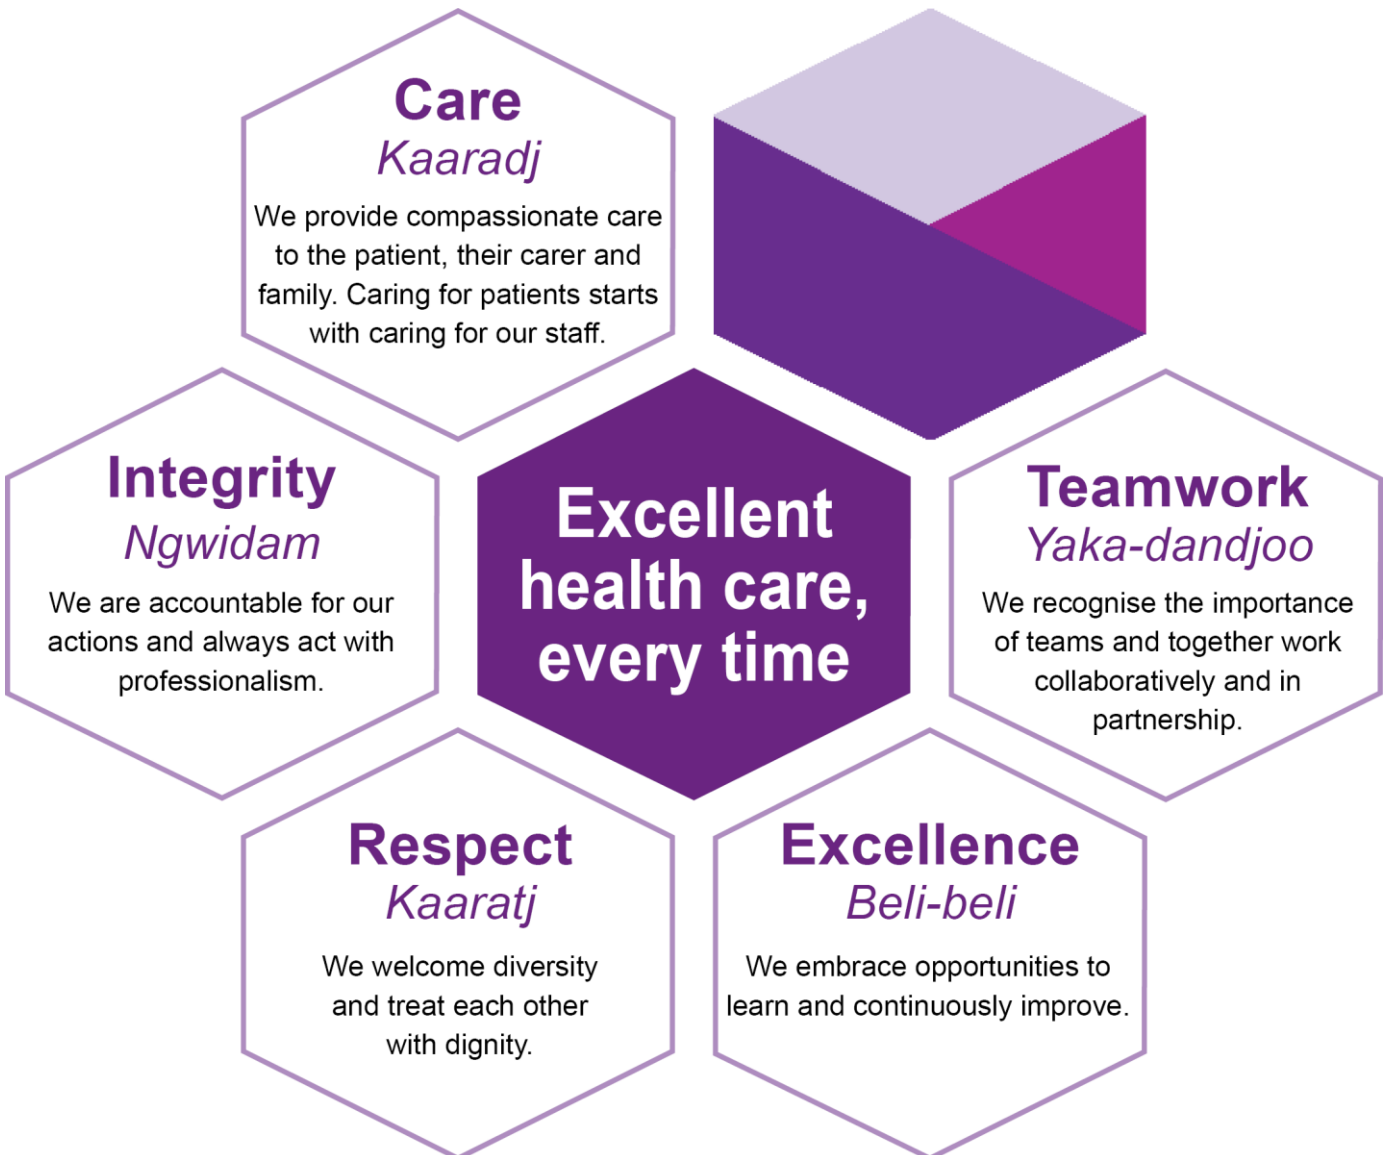 Care
Kaaradj
We provide compassionate care
to the patient, their carer and
family. Caring for patients starts
with caring for our staff.
Integrity
Ngwidam
We are accountable for our
actions and always act with
professionalism.
Excellent
health care,
every time
Teamwork
Yaka-dandjoo
We recognise the importance
of teams and together work
collaboratively and in
partnership.
Respect
Kaaratj
We welcome diversity
and treat each other
with dignity.
Excellence
Beli-beli
We embrace opportunities to
learn and continuously improve.